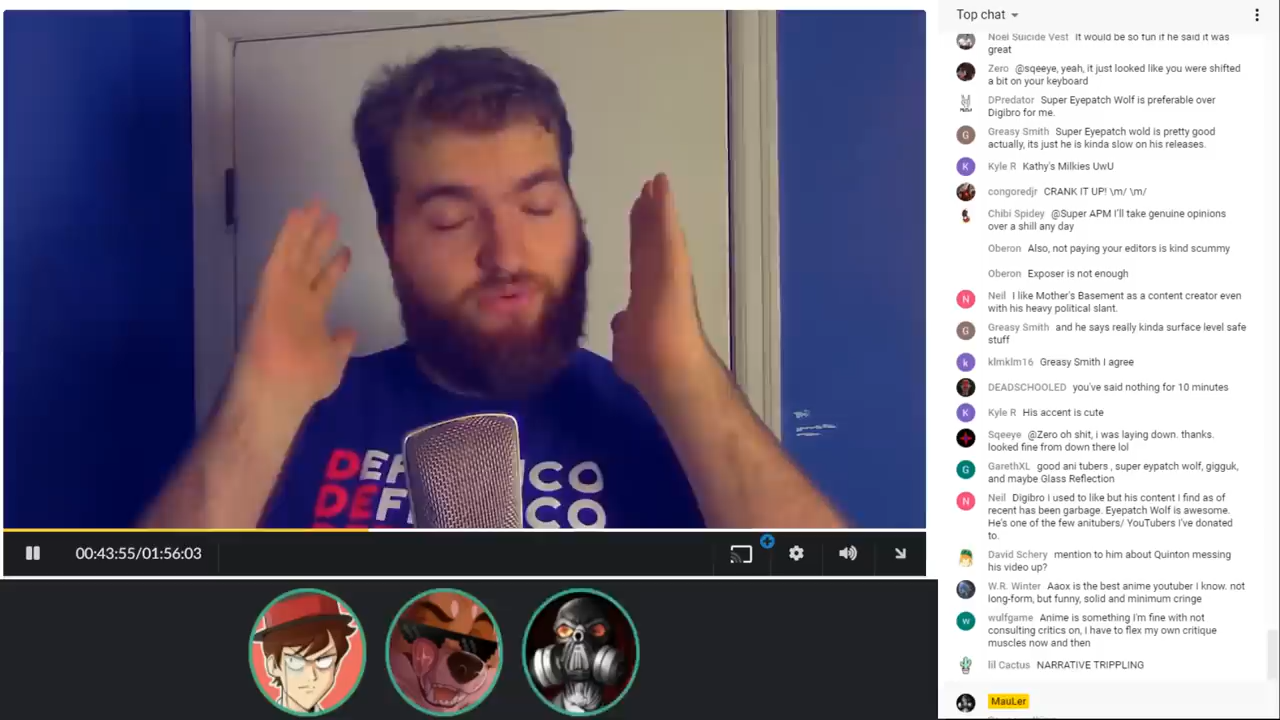 Top chat
Noel Suicide Vest It would be so fun if he said it was
great
Zero @sqeeye, yeah, it just looked like you were shifted
a bit on your keyboard
DPredator Super Eyepatch Wolf is preferable over
Digibro for me.
Greasy Smith Super Eyepatch wold is pretty good
actually, its just he is kinda slow on his releases.
Kyle R Kathy's Milkies UwU
congoredjr CRANK IT UP! \m/ \m/
Chibi Spidey @Super APM I'll take genuine opinions
over a shill any day
Oberon Also, not paying your editors is kind scummy
Oberon Exposer is not enough
Neil I like Mother's Basement as a content creator even
with his heavy political slant.
Greasy Smith and he says really kinda surface level safe
stuff
klmklm16 Greasy Smith I agree
DEADSCHOOLED you've said nothing for 10 minutes
Kyle R His accent is cute
Sqeeye @Zero oh shit, i was laying down. thanks.
looked fine from down there lol
GarethXL good ani tubers , super eypatch wolf, gigguk,
and maybe Glass Reflection
Neil Digibro i used to like but his content I find as of
recent has been garbage. Eyepatch Wolf is awesome.
He's one of the few anitubers/ YouTubers I've donated
to.
David Schery mention to him about Quinton messing
his video up?
W.R. Winter Aaox is the best anime youtuber i know. not
long-form, but funny, solid and minimum cringe
wulfgame Anime is something I'm fine with not
consulting critics on, i have to flex my own critique
muscles now and then
lil Cactus NARRATIVE TRIPPLING
MauLer
00:43:55/01:56:03